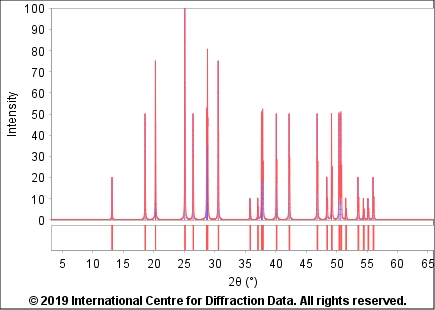 100
90
80
70
60
50
40
30
20
10
0
Intensity
5 10 15 20 25 30 35 40 45 50 55 60 65
2θ (°)
© 2019 International Centre for Diffraction Data. All rights reserved.